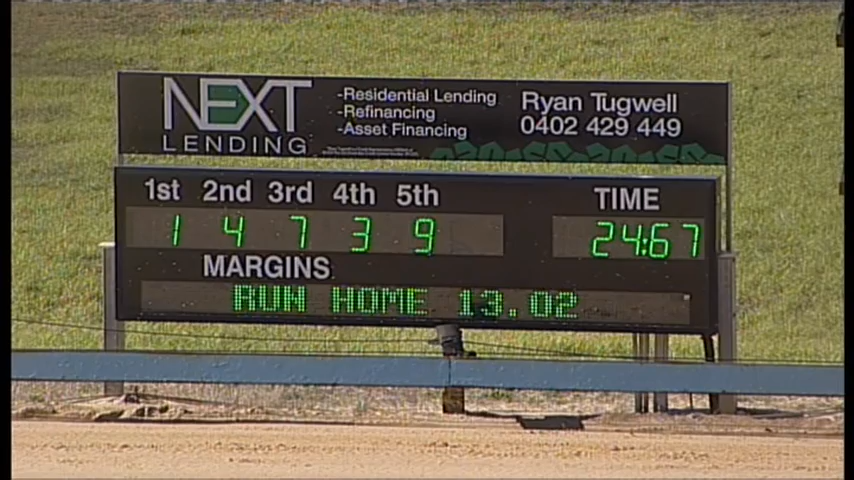 NEXT
LENDING
-Residential Lending
-Refinancing
-Asset Financing
Ryan Tugwell
0402 429 449
1st 2nd 3rd 4th 5th TIME
1 4 7 3 9 24:67
MARGINS
RUN HOME 13.02